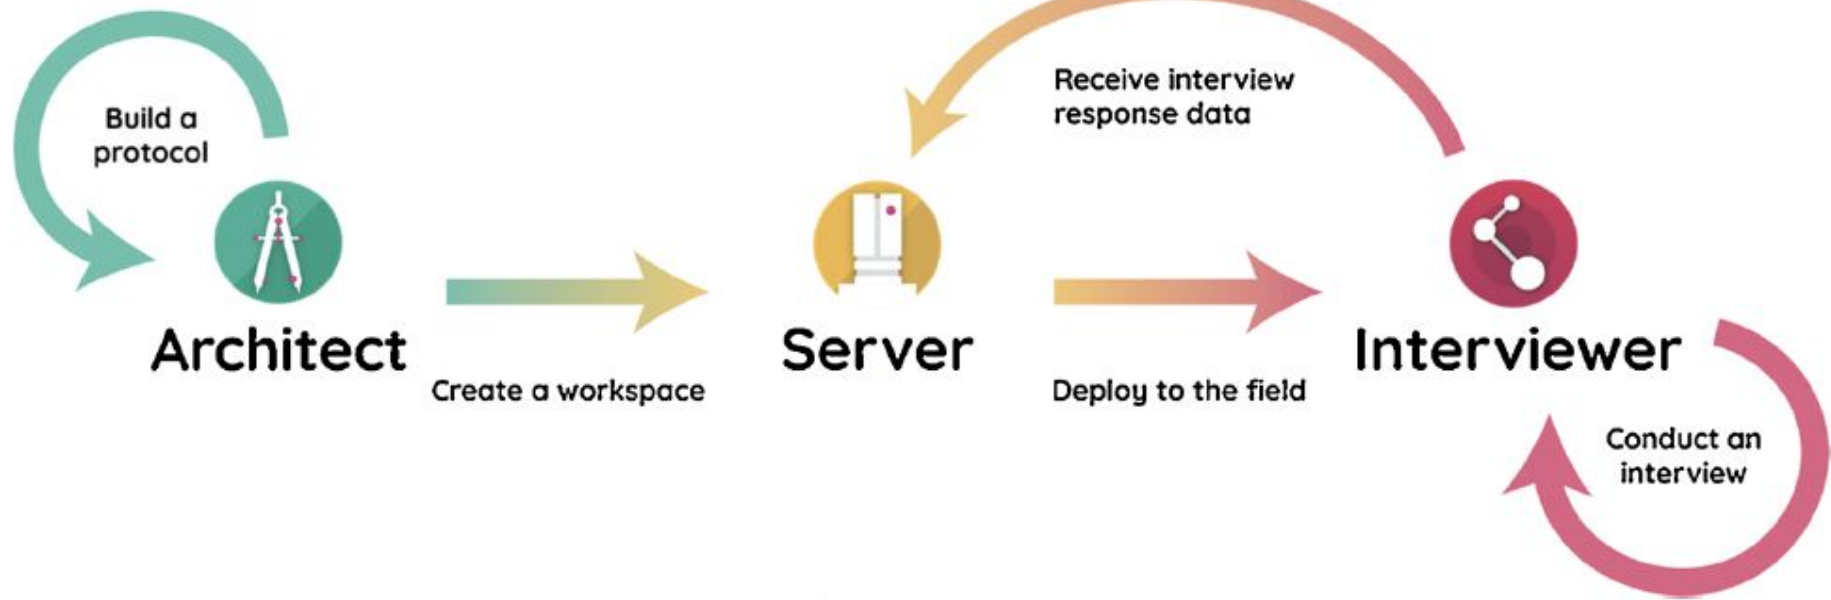 Build a
protocol
Receive interview
response data
Architect
Server
Interviewer
Create a workspace
Deploy to the field
Conduct an
interview